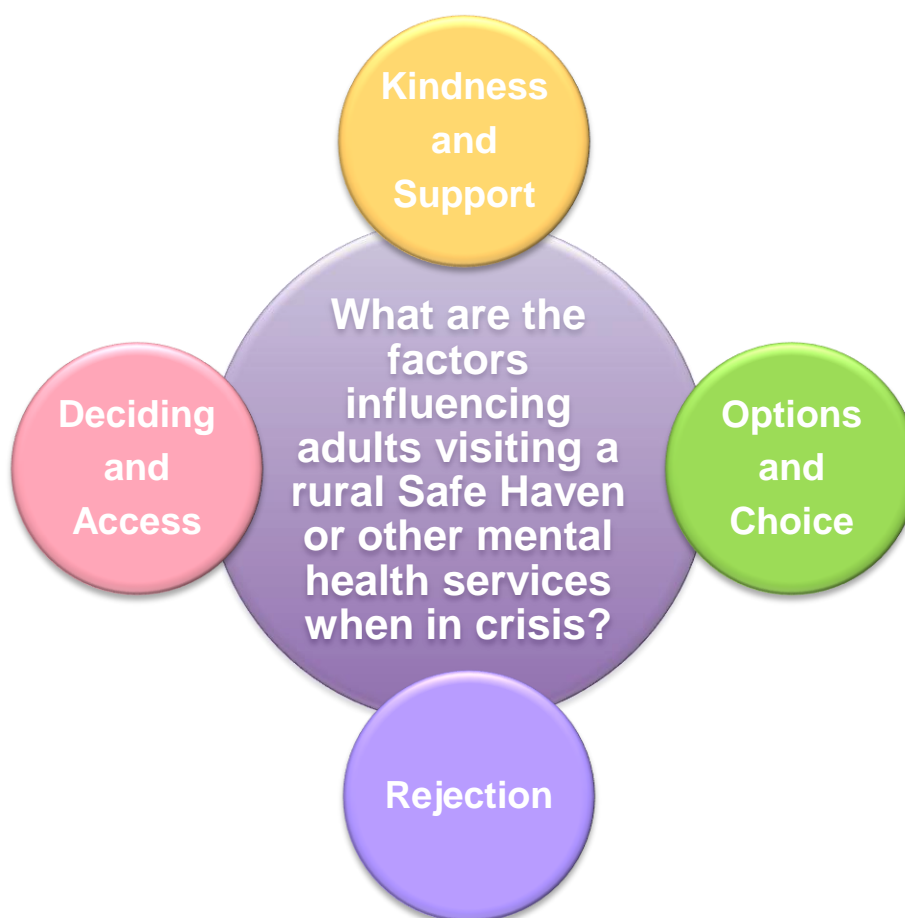 Kindness
and
Support
What are the
factors
influencing
adults visiting a
rural Safe Haven
or other mental
health services
when in crisis?
Deciding
and
Access
Options
and
Choice
Rejection